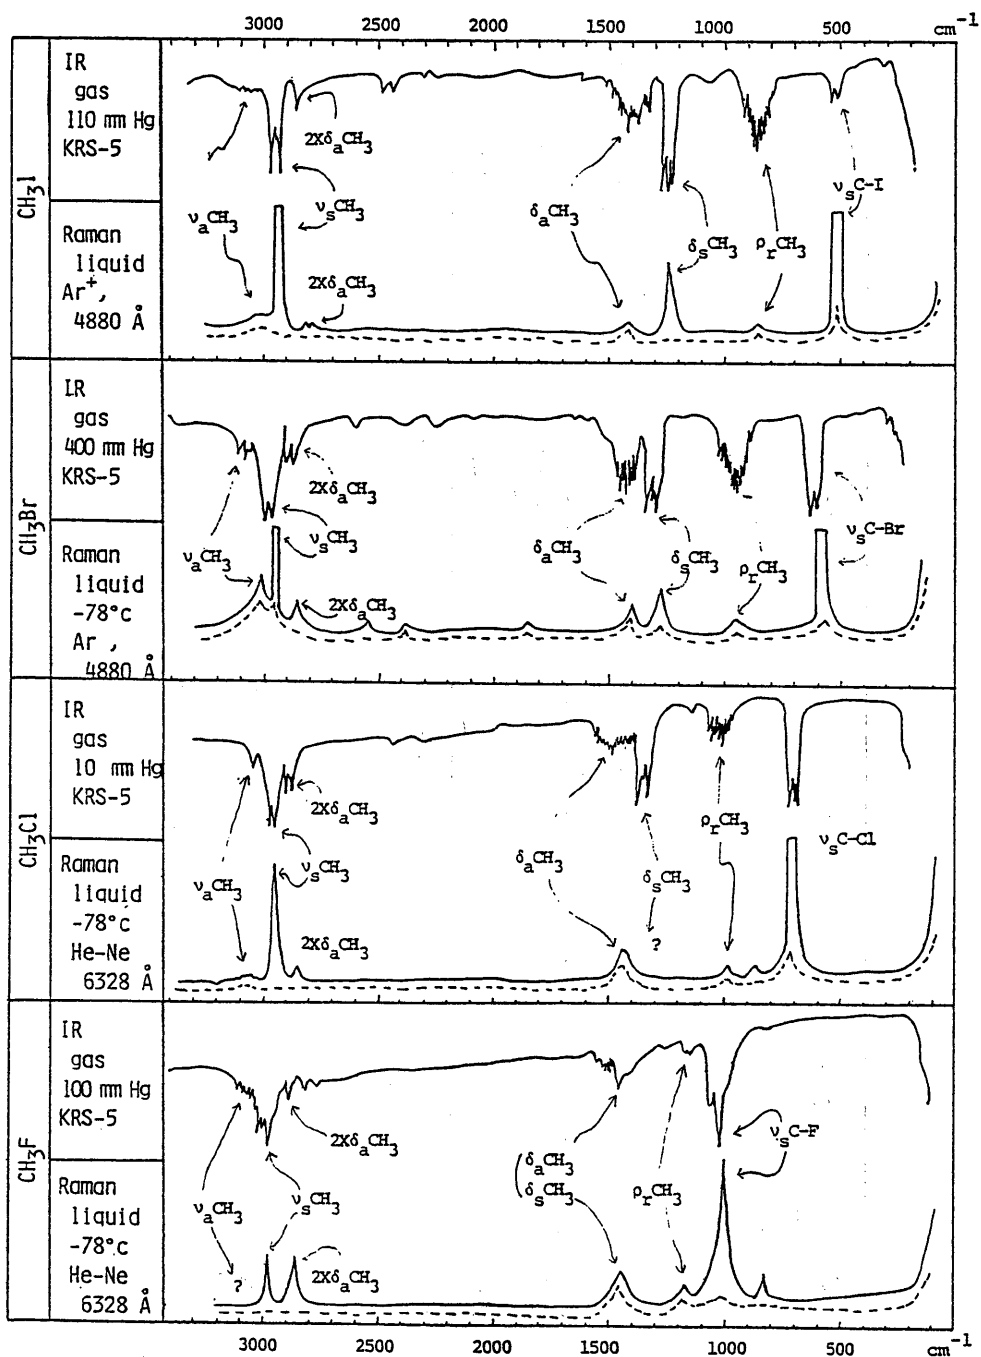 3000 2500 2000 1500 1000 500 cm⁻¹
CH₃I
IR
gas
110 mm Hg
KRS-5
2Xδ_aCH₃
ν_sCH₃
ν_aCH₃
δ_aCH₃
δ_sCH₃
ρ_rCH₃
ν_sC-I
Raman
liquid
Ar⁺,
4880 Å
2Xδ_aCH₃
CH₃Br
IR
gas
400 mm Hg
KRS-5
2Xδ_aCH₃
ν_sCH₃
ν_aCH₃
δ_aCH₃
δ_sCH₃
ρ_rCH₃
ν_sC-Br
Raman
liquid
-78°c
Ar ,
4880 Å
2Xδ_aCH₃
CH₃Cl
IR
gas
10 mm Hg
KRS-5
2Xδ_aCH₃
ν_sCH₃
ν_aCH₃
δ_aCH₃
δ_sCH₃
?
ρ_rCH₃
ν_sC-Cl
Raman
liquid
-78°c
He-Ne
6328 Å
2Xδ_aCH₃
CH₃F
IR
gas
100 mm Hg
KRS-5
2Xδ_aCH₃
ν_sCH₃
ν_aCH₃
?
δ_aCH₃
δ_sCH₃
ρ_rCH₃
ν_sC-F
Raman
liquid
-78°c
He-Ne
6328 Å
2Xδ_aCH₃
3000 2500 2000 1500 1000 500 cm⁻¹